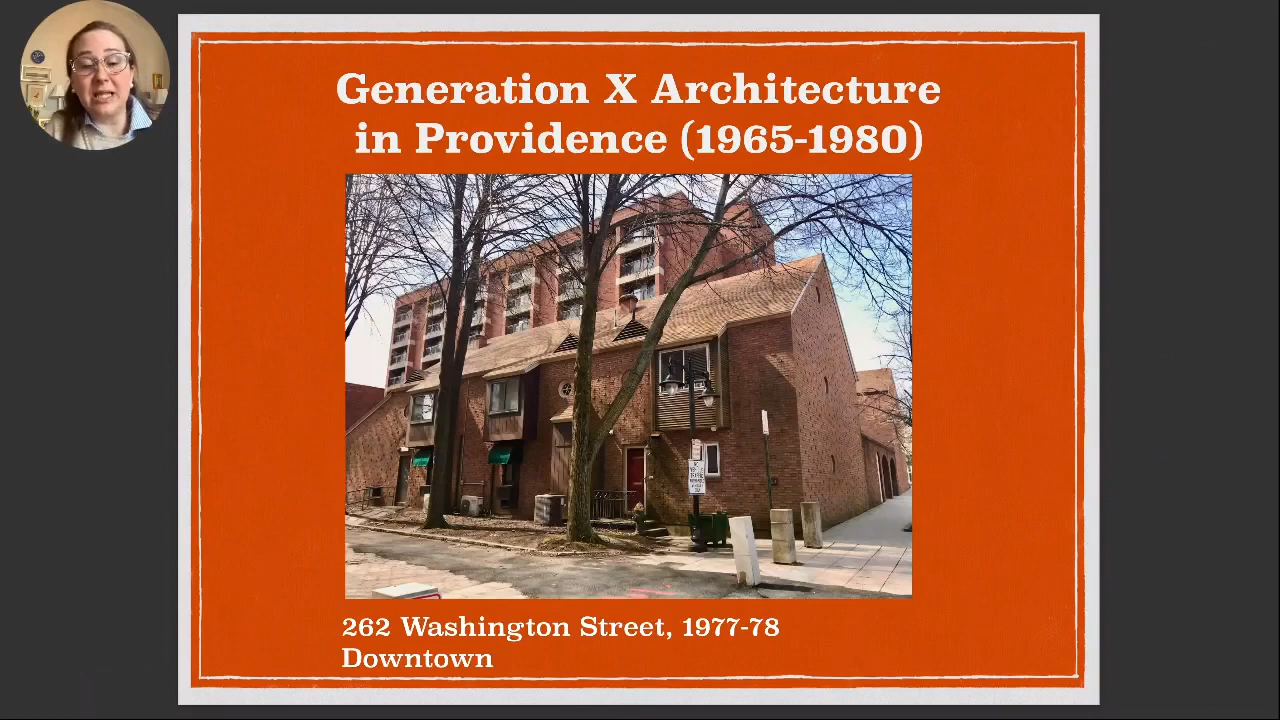 Generation X Architecture
in Providence (1965-1980)
262 Washington Street, 1977-78
Downtown